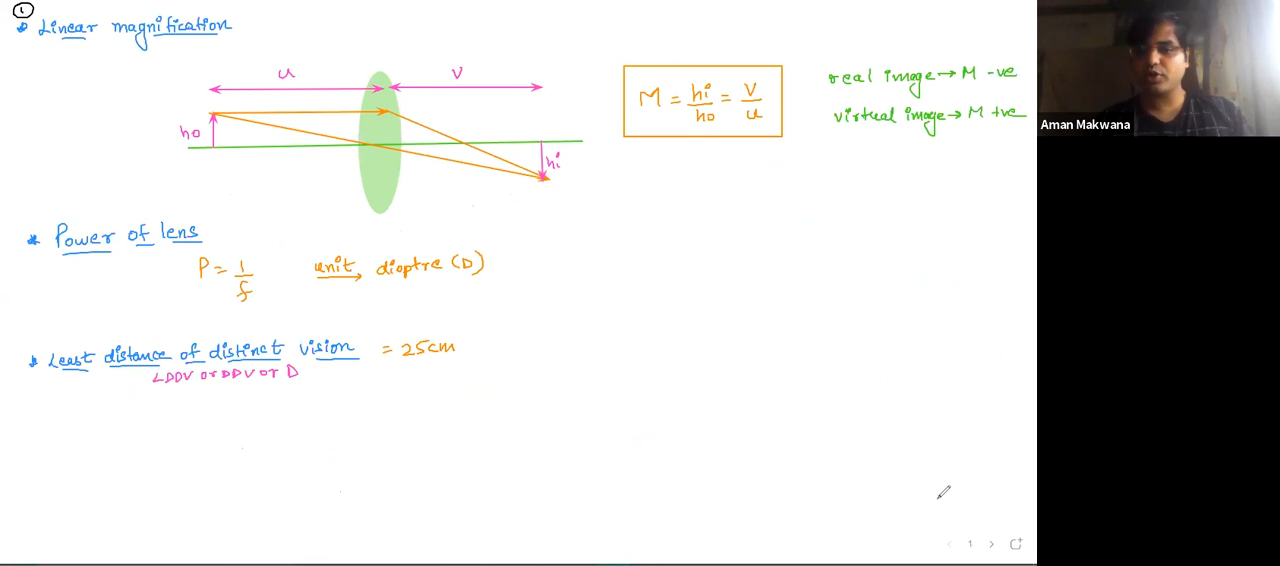 1
* Linear magnification
u
v
ho
hi
M = hi/ho = v/u
real image → M -ve
virtual image → M +ve
Aman Makwana
* Power of lens
P = 1/f unit, dioptre (D)
* Least distance of distinct vision = 25cm
LDDV or DDV or D
1